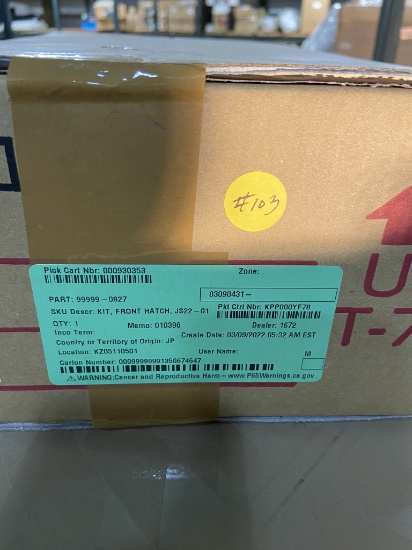 #103
Pick Cart Nbr: 000930353
Zone:
PART: 99999-0827
03090431-
SKU Descr: KIT, FRONT HATCH, JS22-01
Pkt Ctrl Nbr: KPP000YF78
QTY: 1
Memo: 010396
Dealer: 1672
Inco Term:
Create Date: 03/09/2022 05:32 AM EST
Country or Territory of Origin: JP
Location: KZ05110501
User Name:
M
Carton Number: 00099999991350674647
⚠WARNING:Cancer and Reproductive Harm – www.P65Warnings.ca.gov
U
T-7